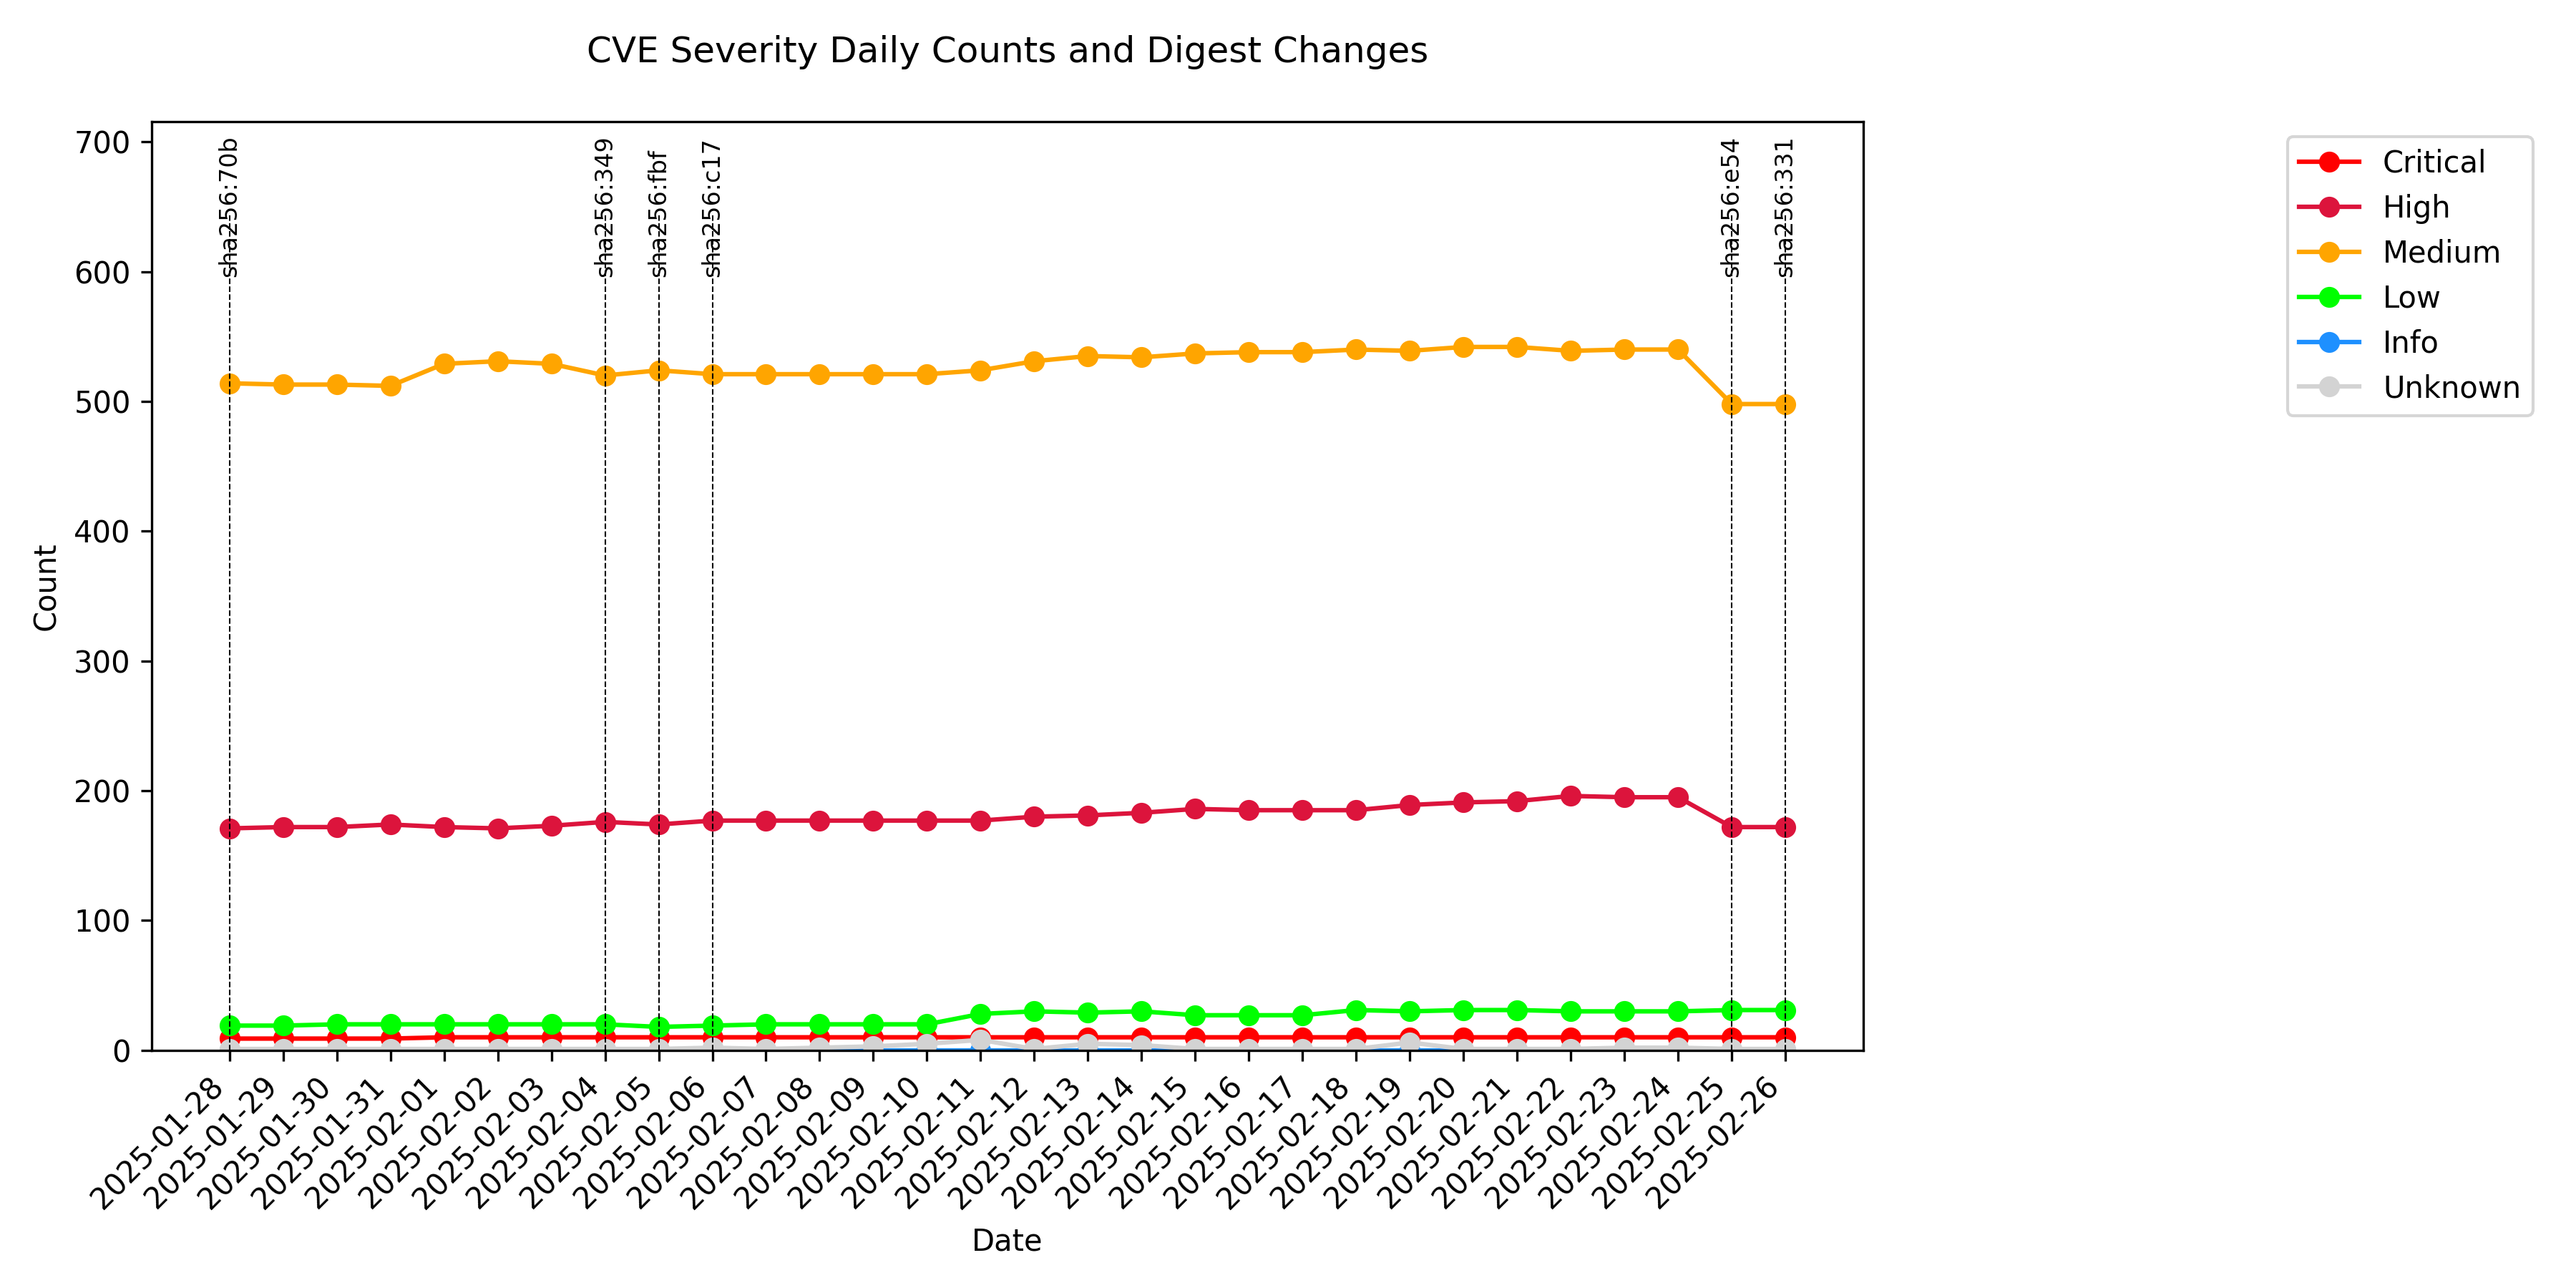 CVE Severity Daily Counts and Digest Changes
700
600
500
400
300
200
100
0
Count
sha256:70b
sha256:349
sha256:fbf
sha256:c17
sha256:e54
sha256:331
Critical
High
Medium
Low
Info
Unknown
2025-01-28
2025-01-29
2025-01-30
2025-01-31
2025-02-01
2025-02-02
2025-02-03
2025-02-04
2025-02-05
2025-02-06
2025-02-07
2025-02-08
2025-02-09
2025-02-10
2025-02-11
2025-02-12
2025-02-13
2025-02-14
2025-02-15
2025-02-16
2025-02-17
2025-02-18
2025-02-19
2025-02-20
2025-02-21
2025-02-22
2025-02-23
2025-02-24
2025-02-25
2025-02-26
Date